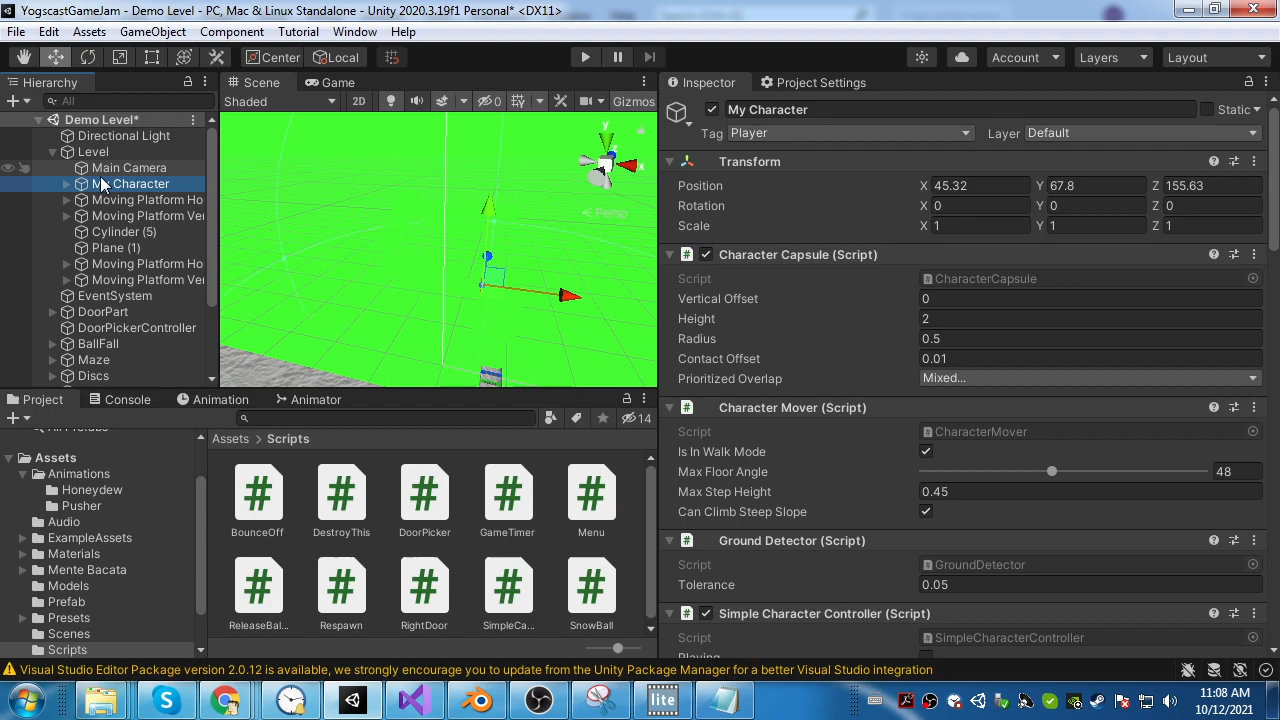 YogscastGameJam - Demo Level - PC, Mac & Linux Standalone - Unity 2020.3.19f1 Personal* <DX11>
File Edit Assets GameObject Component Tutorial Window Help
Center Local Account Layers Layout
Hierarchy Scene Game Inspector Project Settings
All Shaded 2D 0 Gizmos
My Character Static
Tag Player Layer Default
Demo Level*
Directional Light
Level
Main Camera
My Character
Moving Platform Ho
Moving Platform Ver
Cylinder (5)
Plane (1)
Moving Platform Ho
Moving Platform Ver
EventSystem
DoorPart
DoorPickerController
BallFall
Maze
Discs
y
x
Persp
Transform
Position X 45.32 Y 67.8 Z 155.63
Rotation X 0 Y 0 Z 0
Scale X 1 Y 1 Z 1
Character Capsule (Script)
Script CharacterCapsule
Vertical Offset 0
Height 2
Radius 0.5
Contact Offset 0.01
Prioritized Overlap Mixed...
Character Mover (Script)
Script CharacterMover
Is In Walk Mode
Max Floor Angle 48
Max Step Height 0.45
Can Climb Steep Slope
Ground Detector (Script)
Script GroundDetector
Tolerance 0.05
Simple Character Controller (Script)
Script SimpleCharacterController
Playing
Project Console Animation Animator
14
All Prefabs
Assets
Animations
Honeydew
Pusher
Audio
ExampleAssets
Materials
Mente Bacata
Models
Prefab
Presets
Scenes
Scripts
Assets > Scripts
BounceOff DestroyThis DoorPicker GameTimer Menu
ReleaseBal... Respawn RightDoor SimpleCa... SnowBall
Visual Studio Editor Package version 2.0.12 is available, we strongly encourage you to update from the Unity Package Manager for a better Visual Studio integration
lite
11:08 AM
10/12/2021